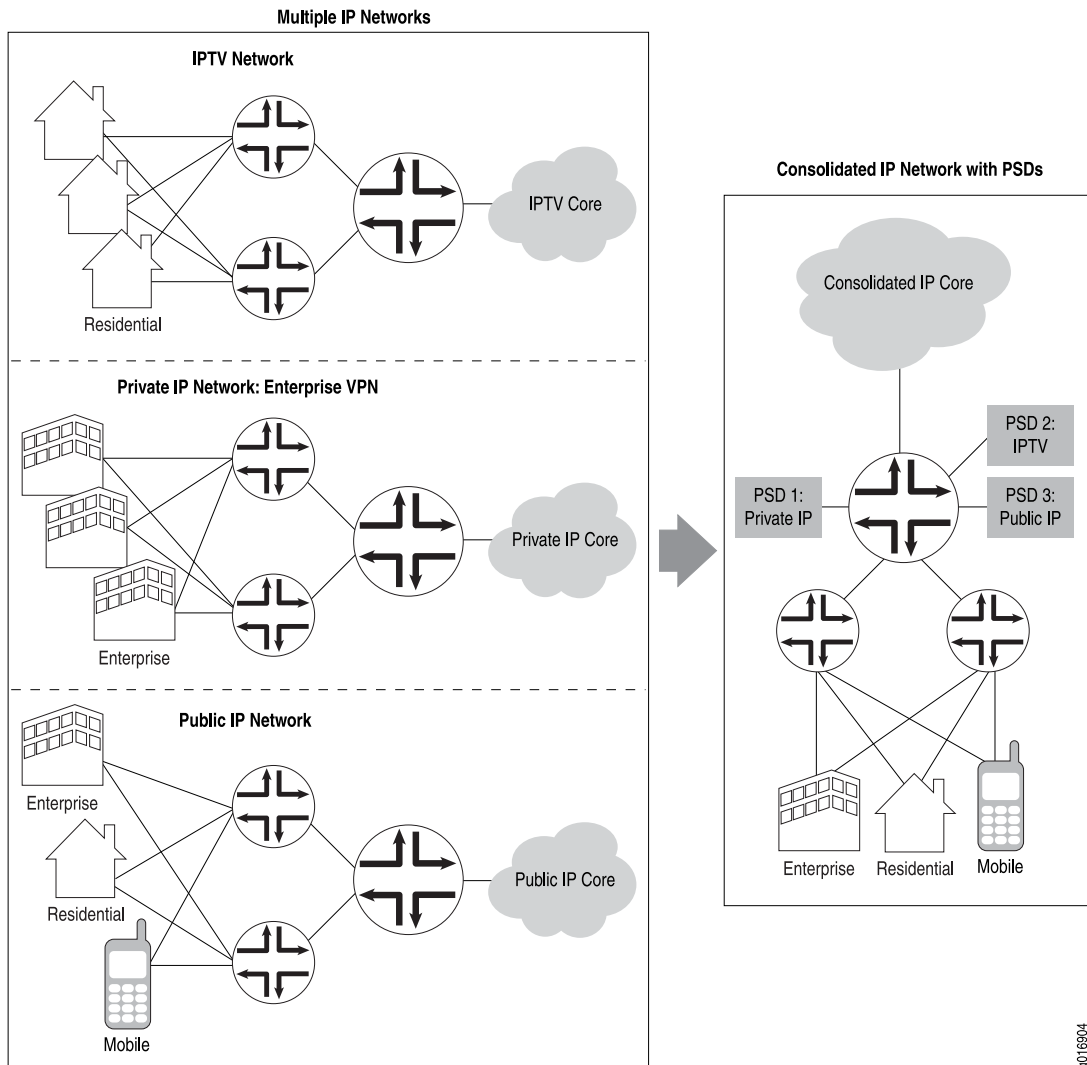 Multiple IP Networks
IPTV Network
IPTV Core
Residential
Private IP Network: Enterprise VPN
Private IP Core
Enterprise
Public IP Network
Enterprise
Residential
Public IP Core
Mobile
Consolidated IP Network with PSDs
Consolidated IP Core
PSD 2:
IPTV
PSD 1:
Private IP
PSD 3:
Public IP
Enterprise
Residential
Mobile
g016904